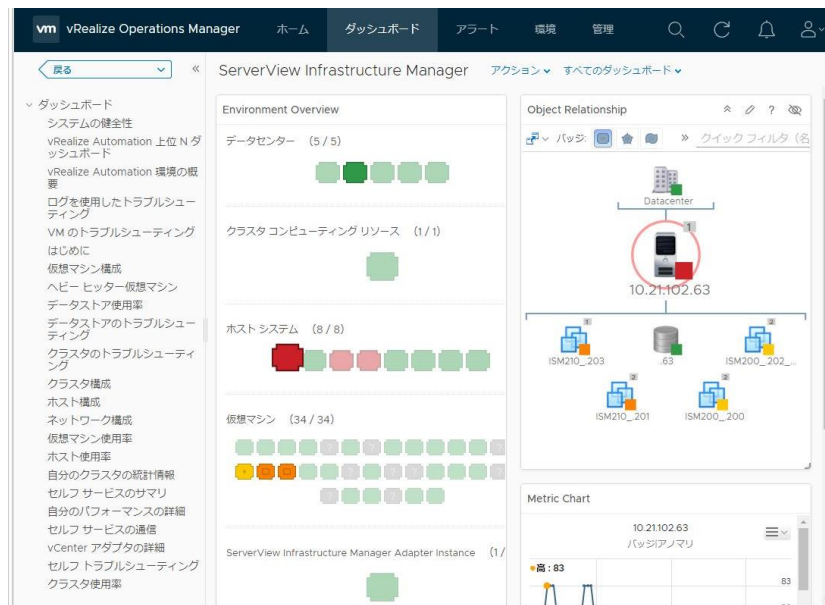 vm vRealize Operations Manager ホーム ダッシュボード アラート 環境 管理
戻る
ServerView Infrastructure Manager アクション すべてのダッシュボード
ダッシュボード
システムの健全性
vRealize Automation 上位 N ダ
ッシュボード
vRealize Automation 環境の概
要
ログを使用したトラブルシュー
ティング
VM のトラブルシューティング
はじめに
仮想マシン構成
ヘビー ヒッター仮想マシン
データストア使用率
データストアのトラブルシュー
ティング
クラスタのトラブルシューティ
ング
クラスタ構成
ホスト構成
ネットワーク構成
仮想マシン使用率
ホスト使用率
自分のクラスタの統計情報
セルフ サービスのサマリ
自分のパフォーマンスの詳細
セルフ サービスの通信
vCenter アダプタの詳細
セルフ トラブルシューティング
クラスタ使用率
Environment Overview
データセンター (5 / 5)
クラスタ コンピューティング リソース (1 / 1)
ホスト システム (8 / 8)
仮想マシン (34 / 34)
ServerView Infrastructure Manager Adapter Instance (1 /
Object Relationship
バッジ: » クイック フィルタ (名
Datacenter
1
10.21.102.63
1
2
ISM210_.203
.63
ISM200_.202_...
2
2
ISM210_.201
ISM200_.200
Metric Chart
10.21.102.63
バッジ|アノマリ
高 : 83
83